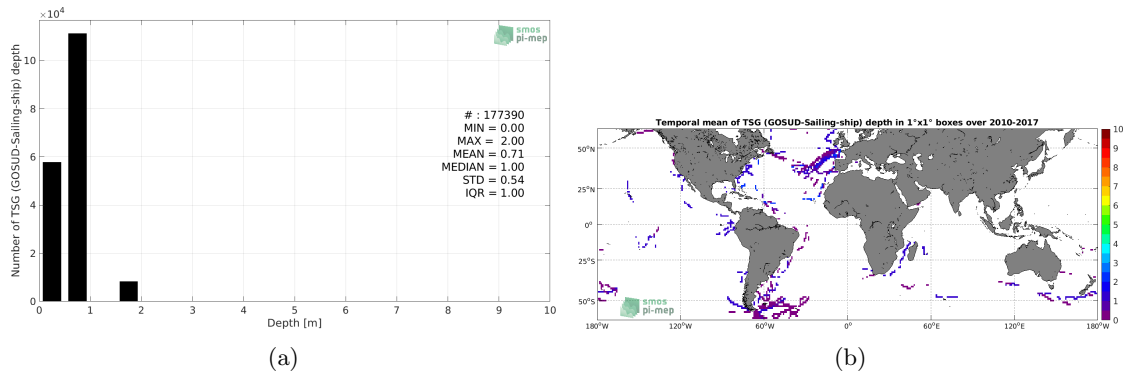 ×10⁴
10
8
6
4
2
0
Number of TSG (GOSUD-Sailing-ship) depth
smos
pi-mep
# : 177390
MIN = 0.00
MAX = 2.00
MEAN = 0.71
MEDIAN = 1.00
STD = 0.54
IQR = 1.00
0 1 2 3 4 5 6 7 8 9 10
Depth [m]
(a)
Temporal mean of TSG (GOSUD-Sailing-ship) depth in 1°x1° boxes over 2010-2017
50°N
25°N
0°
25°S
50°S
smos
pi-mep
180°W 120°W 60°W 0° 60°E 120°E 180°W
10
9
8
7
6
5
4
3
2
1
0
(b)